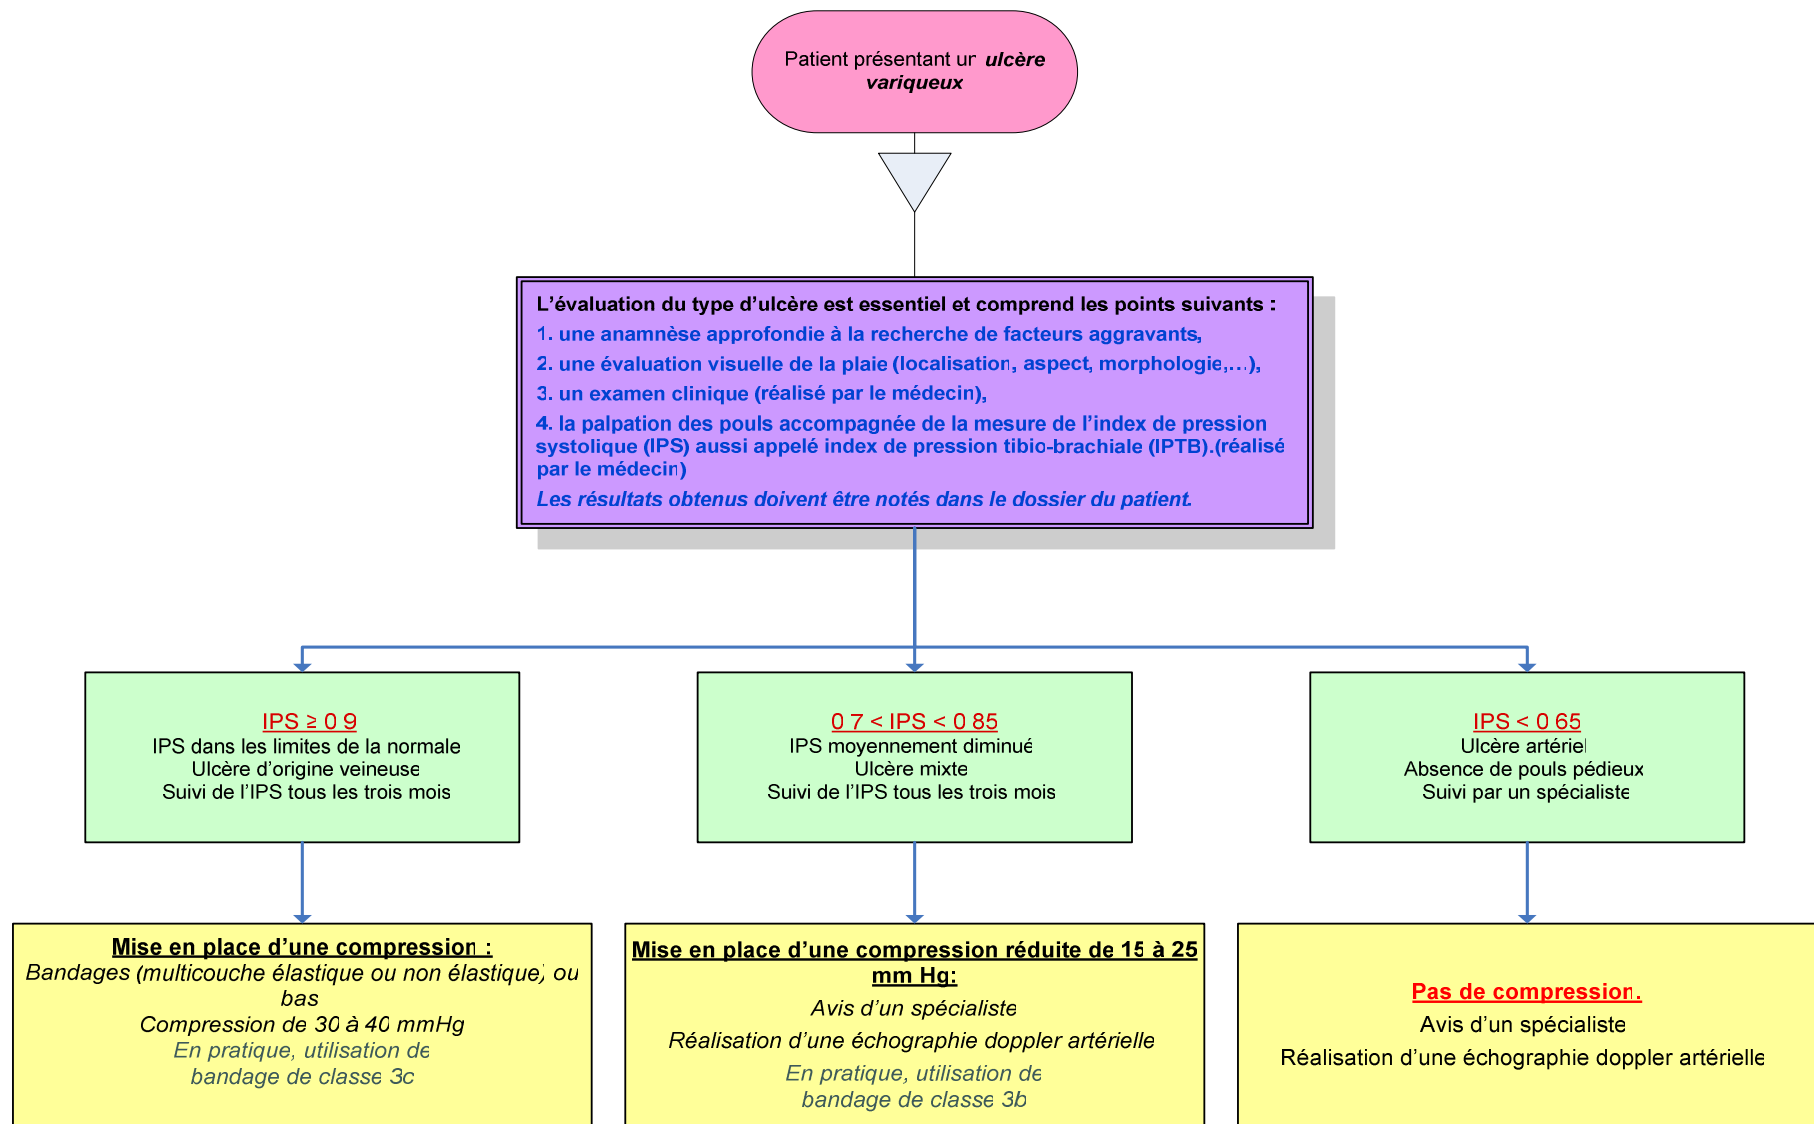 Patient présentant un ulcère
variqueux
L'évaluation du type d'ulcère est essentiel et comprend les points suivants :
1. une anamnèse approfondie à la recherche de facteurs aggravants,
2. une évaluation visuelle de la plaie (localisation, aspect, morphologie,...),
3. un examen clinique (réalisé par le médecin),
4. la palpation des pouls accompagnée de la mesure de l'index de pression
systolique (IPS) aussi appelé index de pression tibio-brachiale (IPTB).(réalisé
par le médecin)
Les résultats obtenus doivent être notés dans le dossier du patient.
IPS ≥ 0 9
IPS dans les limites de la normale
Ulcère d'origine veineuse
Suivi de l'IPS tous les trois mois
0 7 < IPS < 0 85
IPS moyennement diminué
Ulcère mixte
Suivi de l'IPS tous les trois mois
IPS < 0 65
Ulcère artériel
Absence de pouls pédieux
Suivi par un spécialiste
Mise en place d'une compression :
Bandages (multicouche élastique ou non élastique) ou
bas
Compression de 30 à 40 mmHg
En pratique, utilisation de
bandage de classe 3c
Mise en place d'une compression réduite de 15 à 25
mm Hg:
Avis d'un spécialiste
Réalisation d'une échographie doppler artérielle
En pratique, utilisation de
bandage de classe 3b
Pas de compression.
Avis d'un spécialiste
Réalisation d'une échographie doppler artérielle